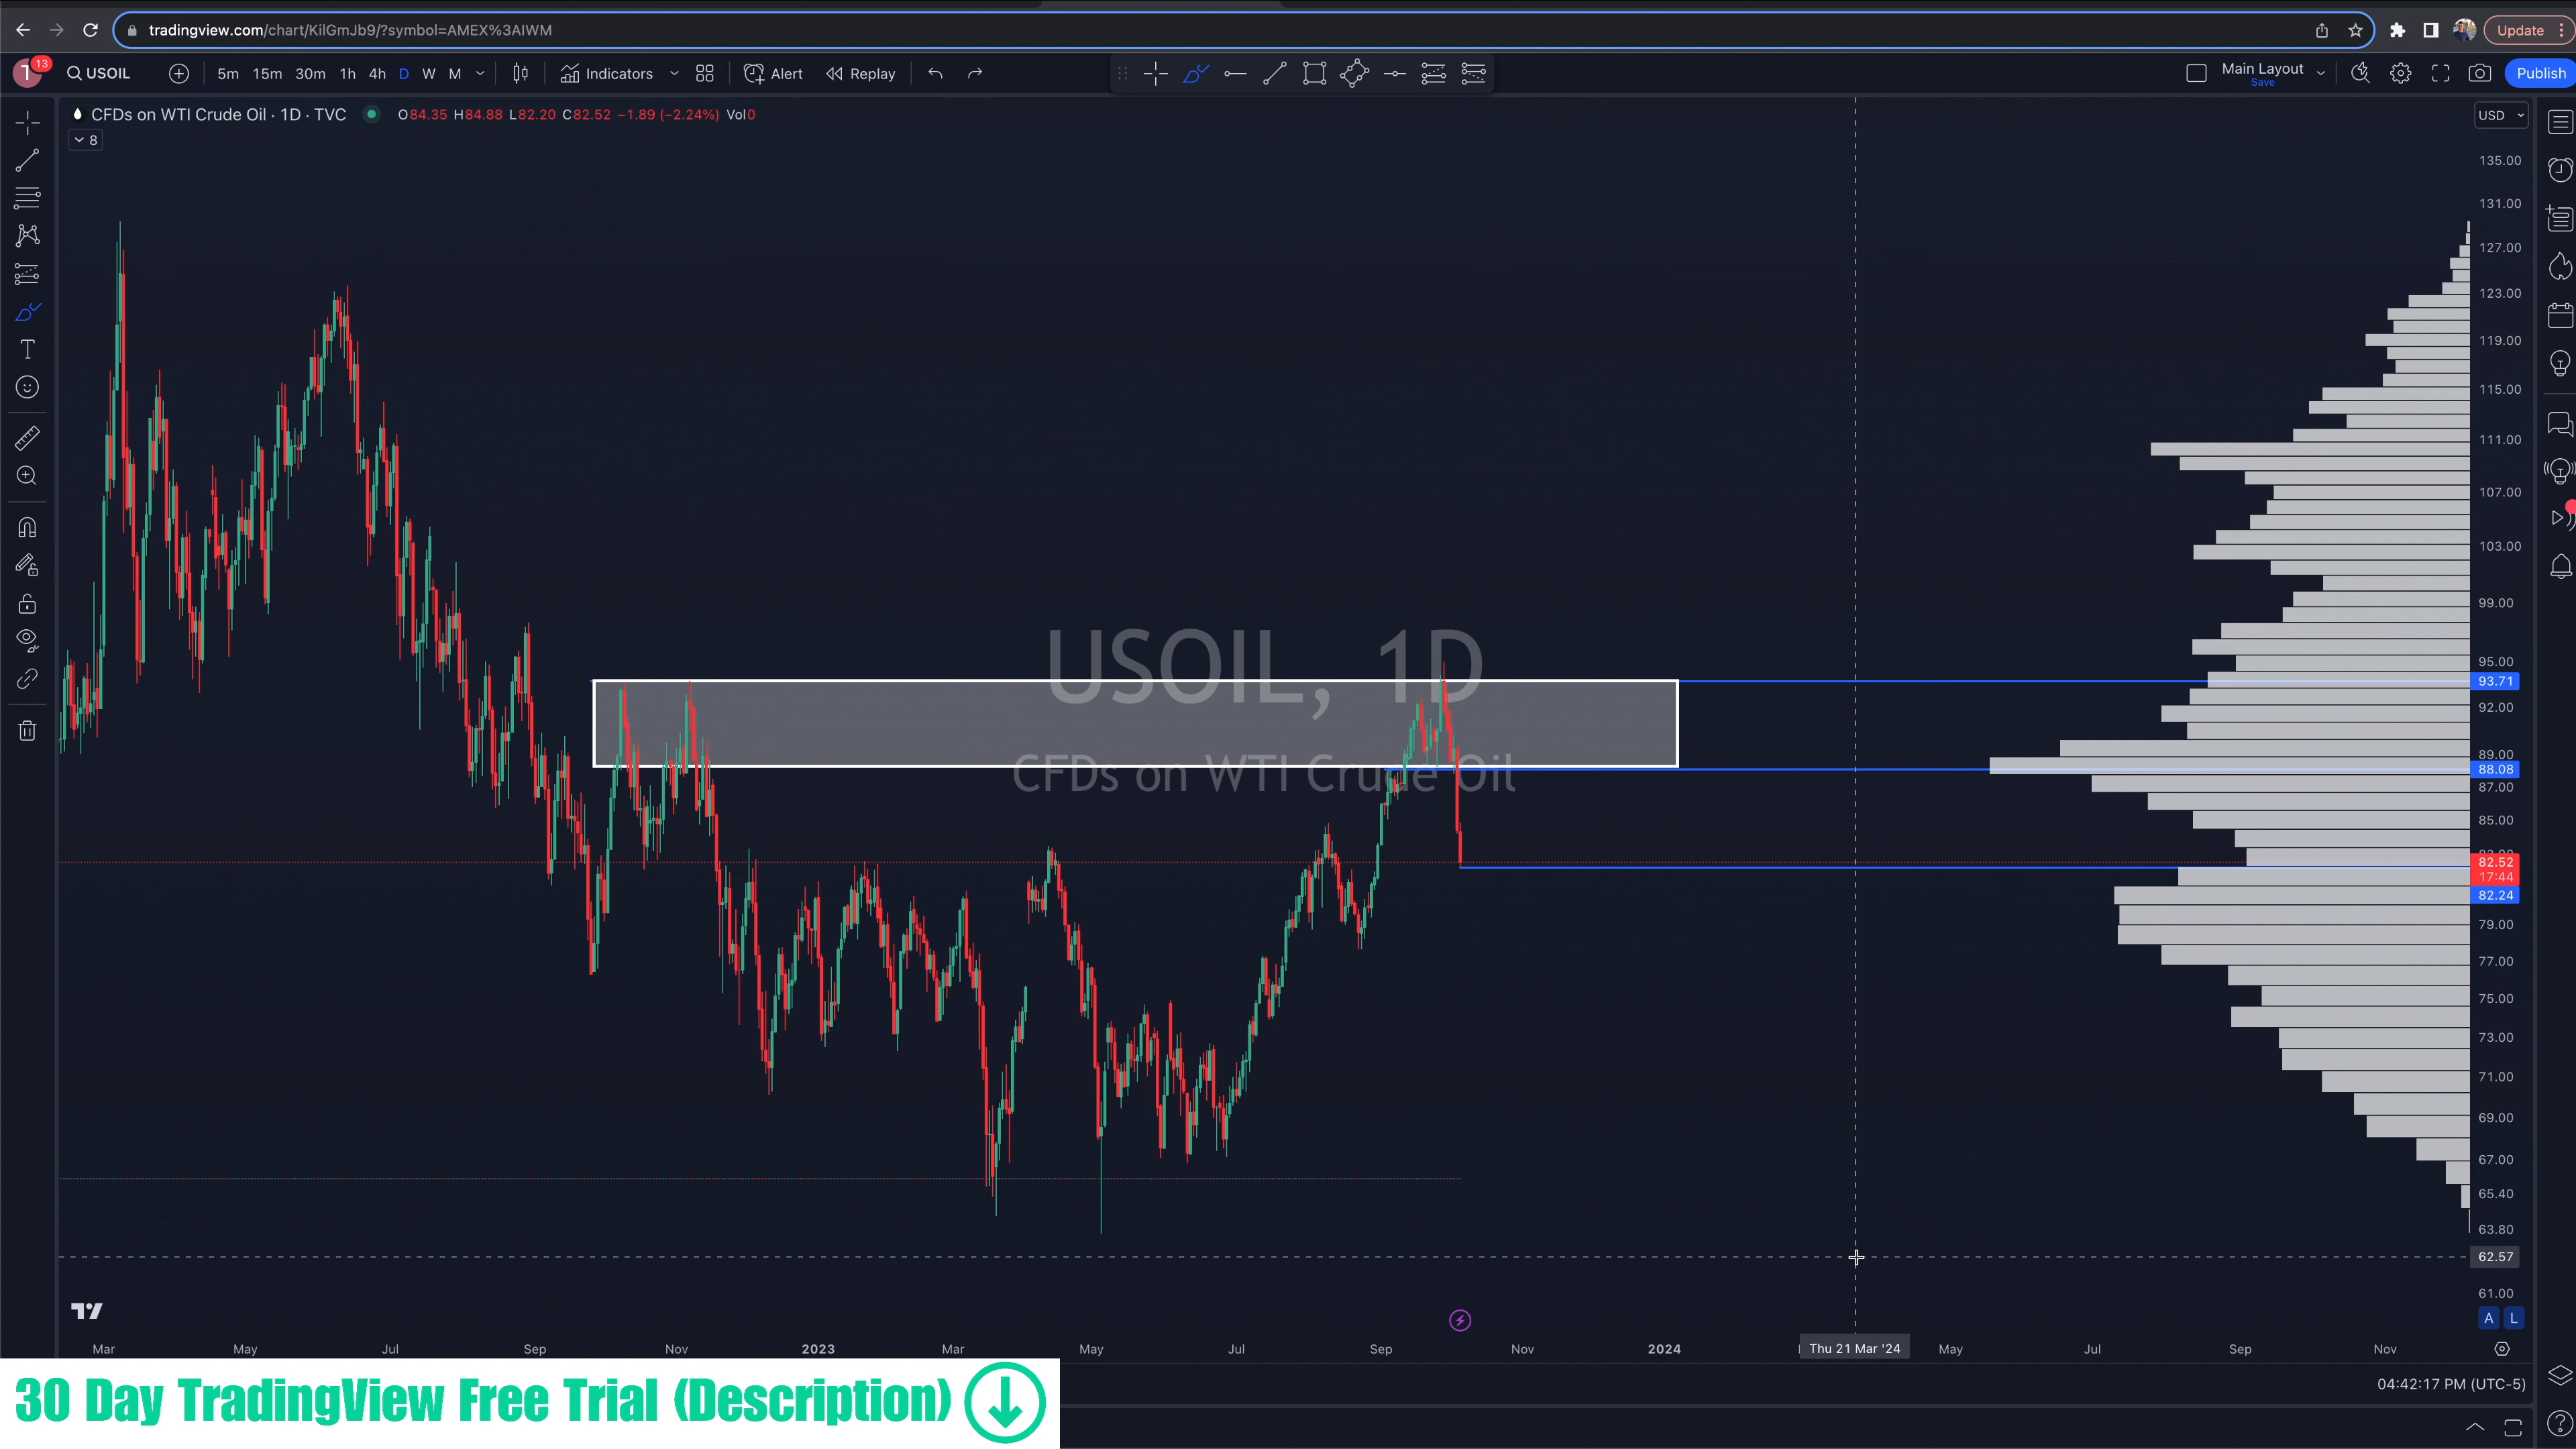 tradingview.com/chart/KilGmJb9/?symbol=AMEX%3AIWM
Update
13
USOIL
5m 15m 30m 1h 4h D W M
Indicators
Alert
Replay
Main Layout
Save
Publish
CFDs on WTI Crude Oil · 1D · TVC
O84.35 H84.88 L82.20 C82.52 −1.89 (−2.24%) Vol0
8
USD
135.00
131.00
127.00
123.00
119.00
115.00
111.00
107.00
103.00
99.00
95.00
93.71
92.00
89.00
88.08
87.00
85.00
82.52
17:44
82.24
79.00
77.00
75.00
73.00
71.00
69.00
67.00
65.40
63.80
62.57
61.00
USOIL, 1D
CFDs on WTI Crude Oil
A L
Mar May Jul Sep Nov 2023 Mar May Jul Sep Nov 2024 Thu 21 Mar '24 May Jul Sep Nov
04:42:17 PM (UTC-5)
30 Day TradingView Free Trial (Description)